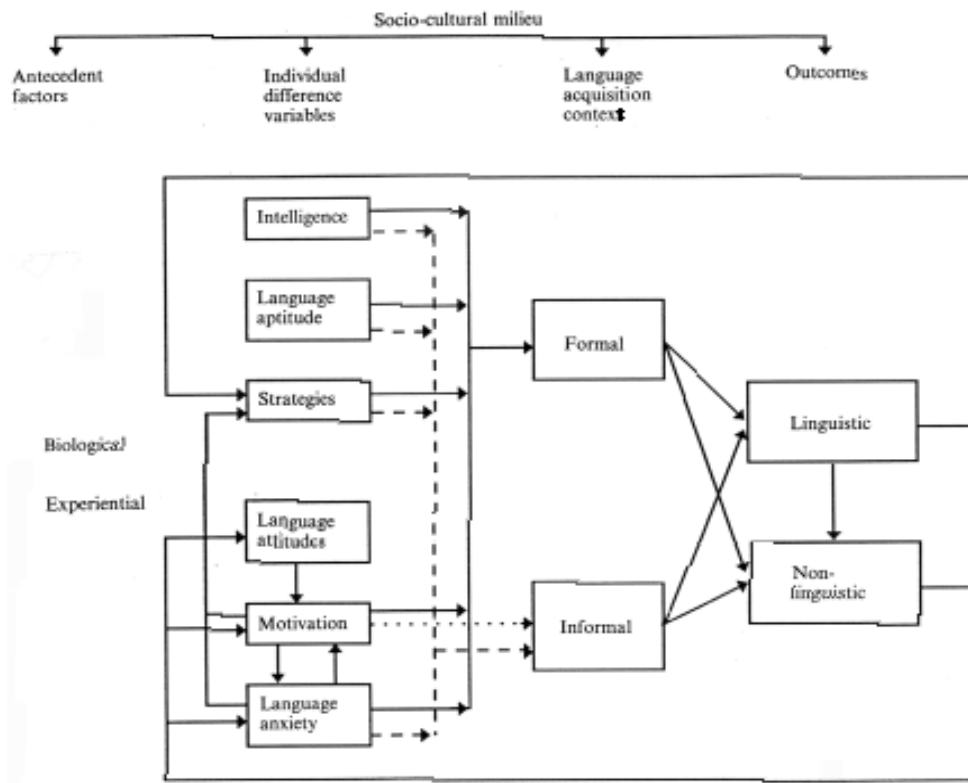 Socio-cultural milieu
Antecedent
factors
Individual
difference
variables
Language
acquisition
context
Outcomes
Intelligence
Language
aptitude
Formal
Strategies
Linguistic
Biological
Experiential
Language
attitudes
Non-
linguistic
Motivation
Informal
Language
anxiety